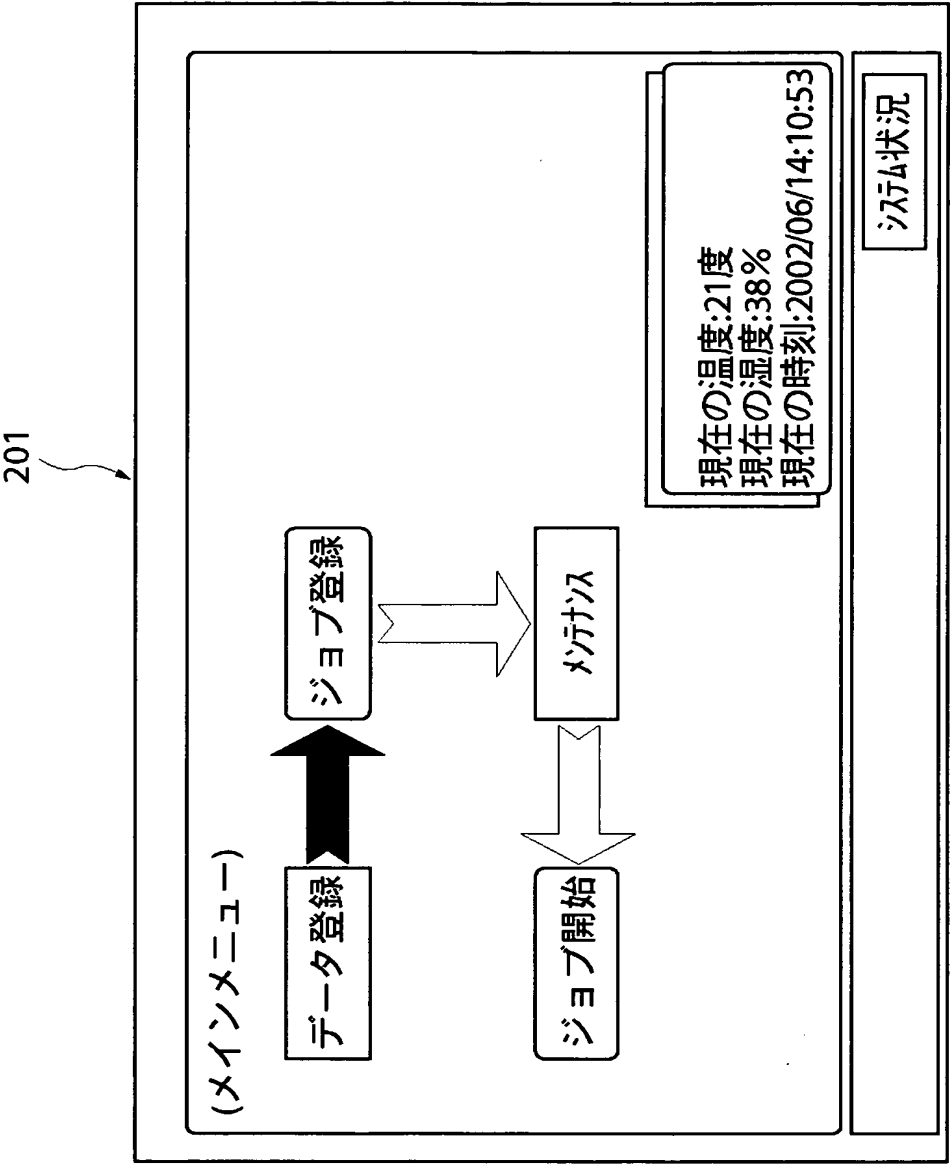 201
(メインメニュー)
データ登録
ジョブ登録
ジョブ開始
メンテナンス
現在の温度:21度
現在の湿度:38%
現在の時刻:2002/06/14:10:53
システム状況